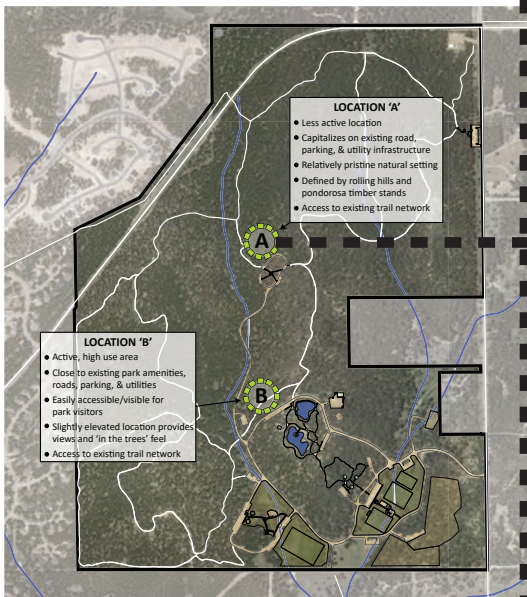 LOCATION 'A'
• Less active location
• Capitalizes on existing road,
parking, & utility infrastructure
• Relatively pristine natural setting
• Defined by rolling hills and
pondorosa timber stands
• Access to existing trail network
A
LOCATION 'B'
• Active, high use area
• Close to existing park amenities,
roads, parking, & utilities
• Easily accessible/visible for
park visitors
• Slightly elevated location provides
views and 'in the trees' feel
• Access to existing trail network
B